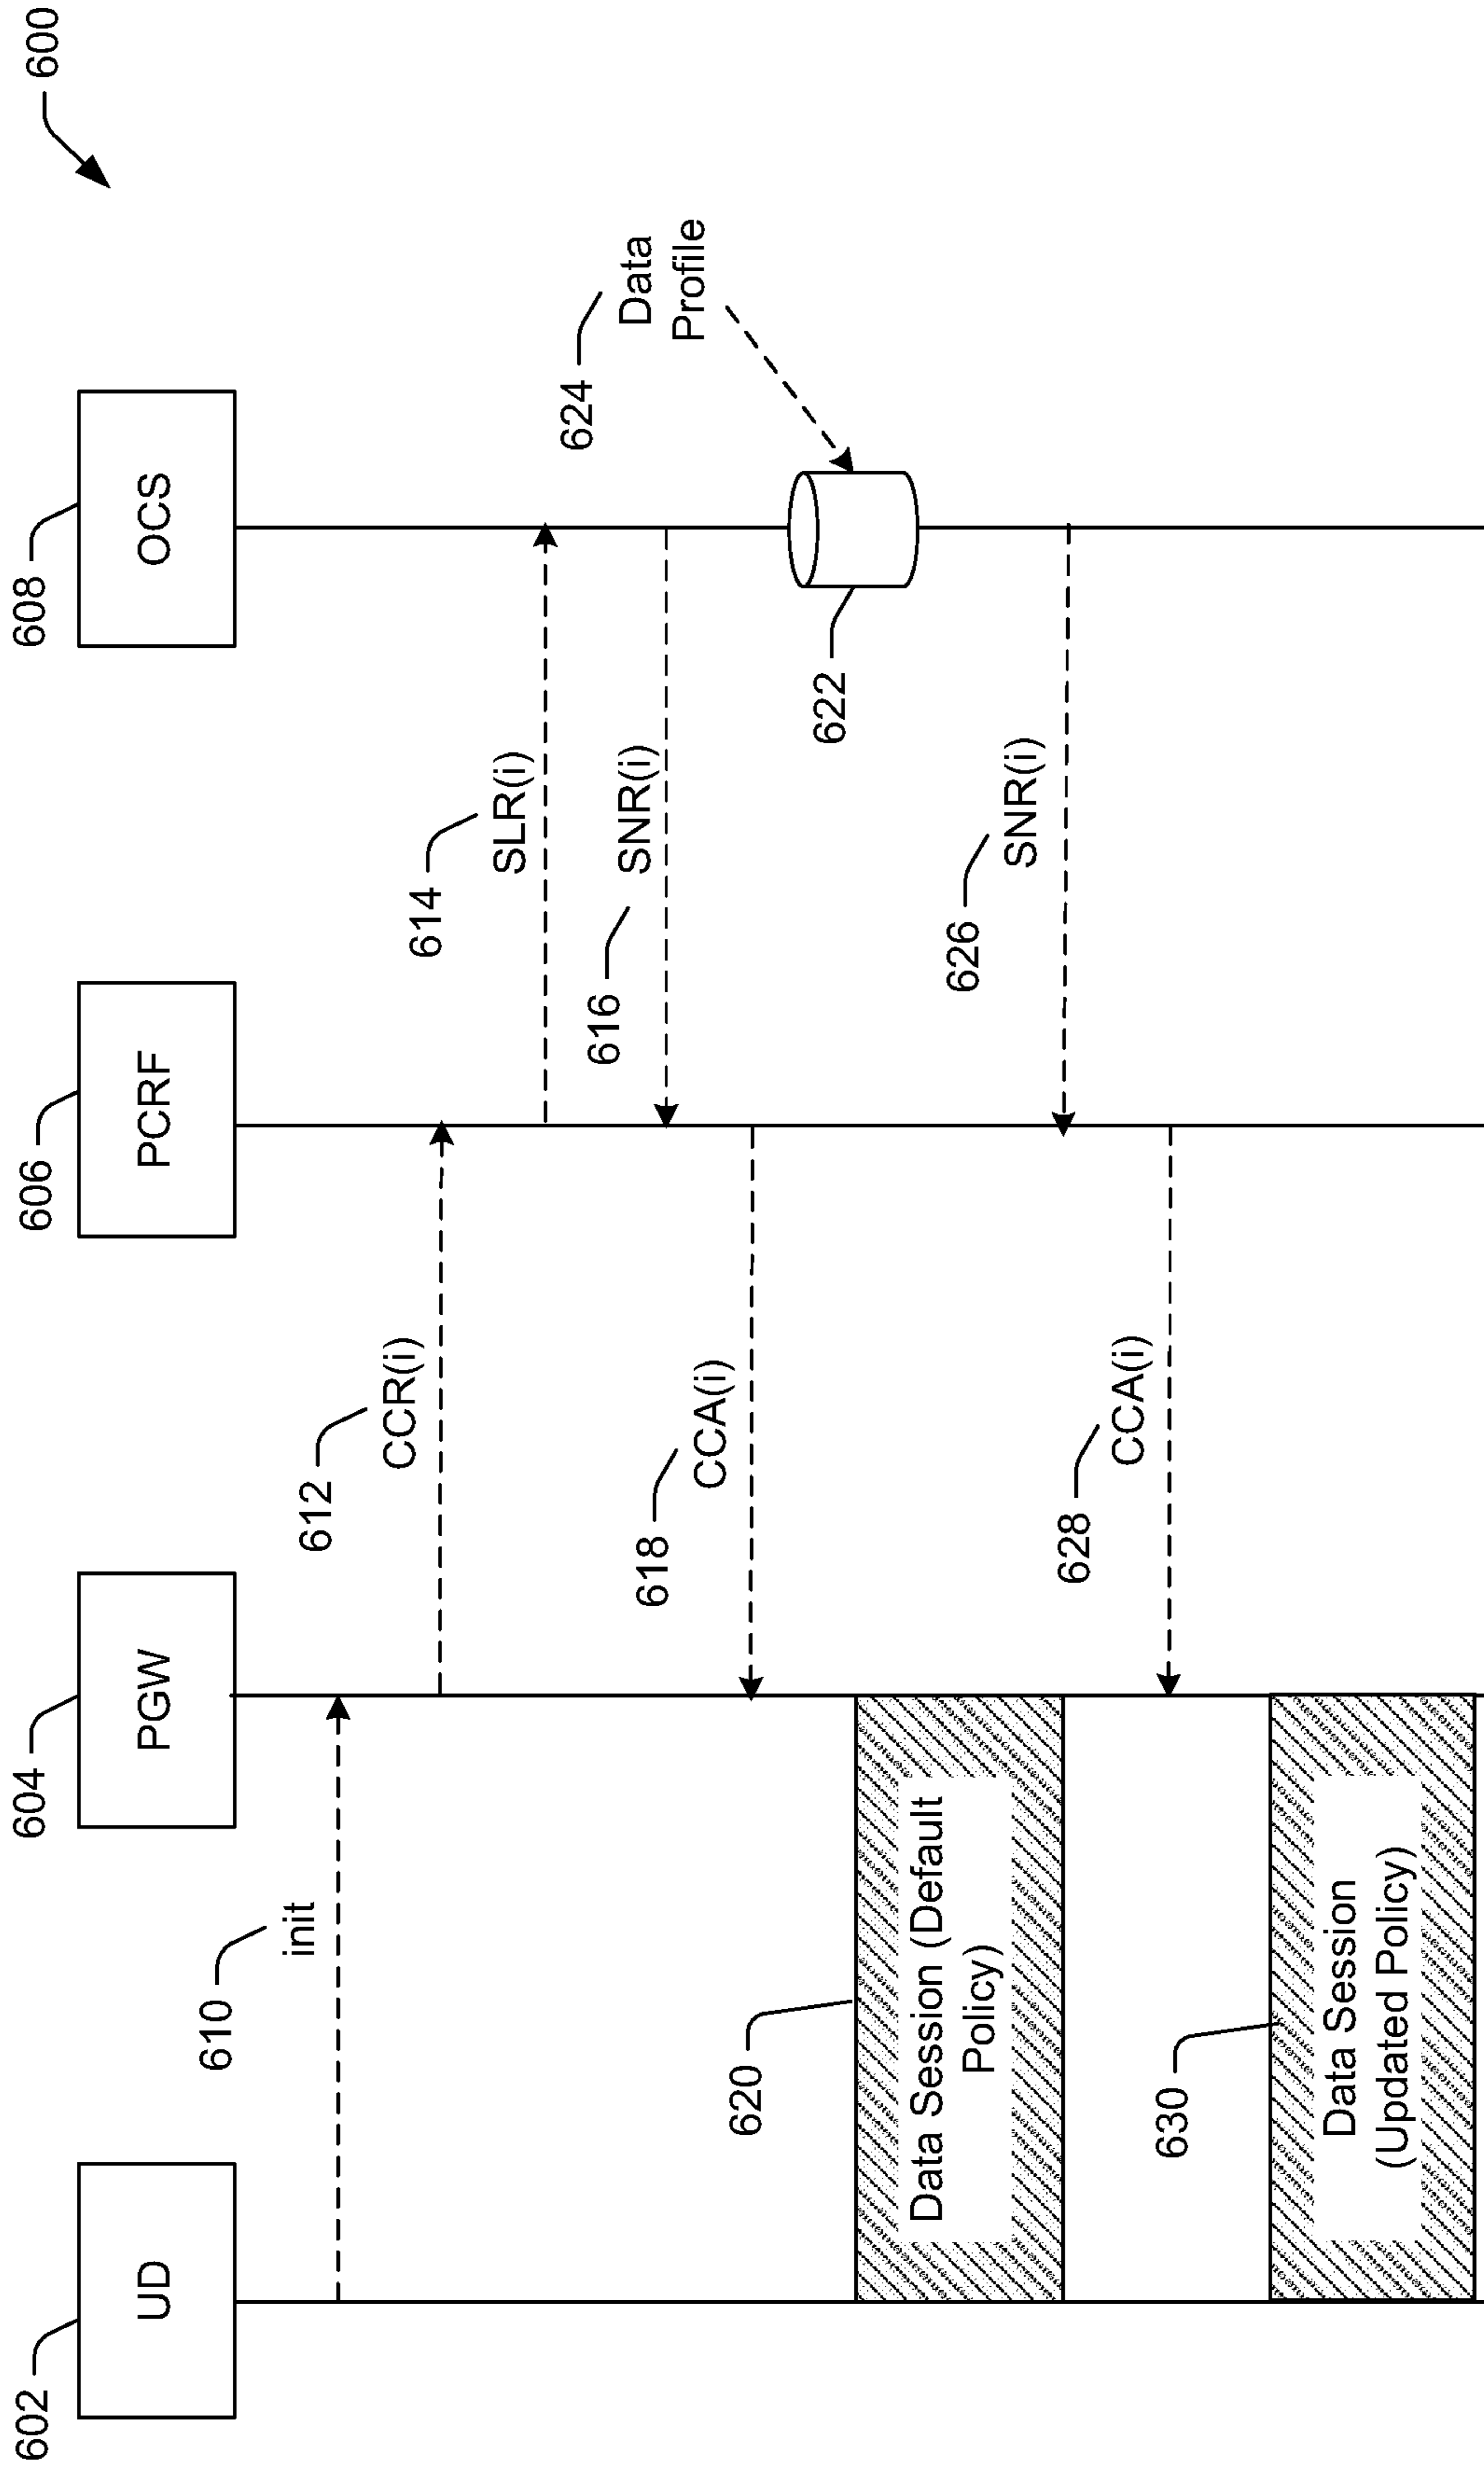 600
602
604
606
608
UD
PGW
PCRF
OCS
610
init
612
CCR(i)
614
SLR(i)
616
SNR(i)
618
CCA(i)
624
Data
Profile
622
620
Data Session (Default
Policy)
626
SNR(i)
628
CCA(i)
630
Data Session
(Updated Policy)